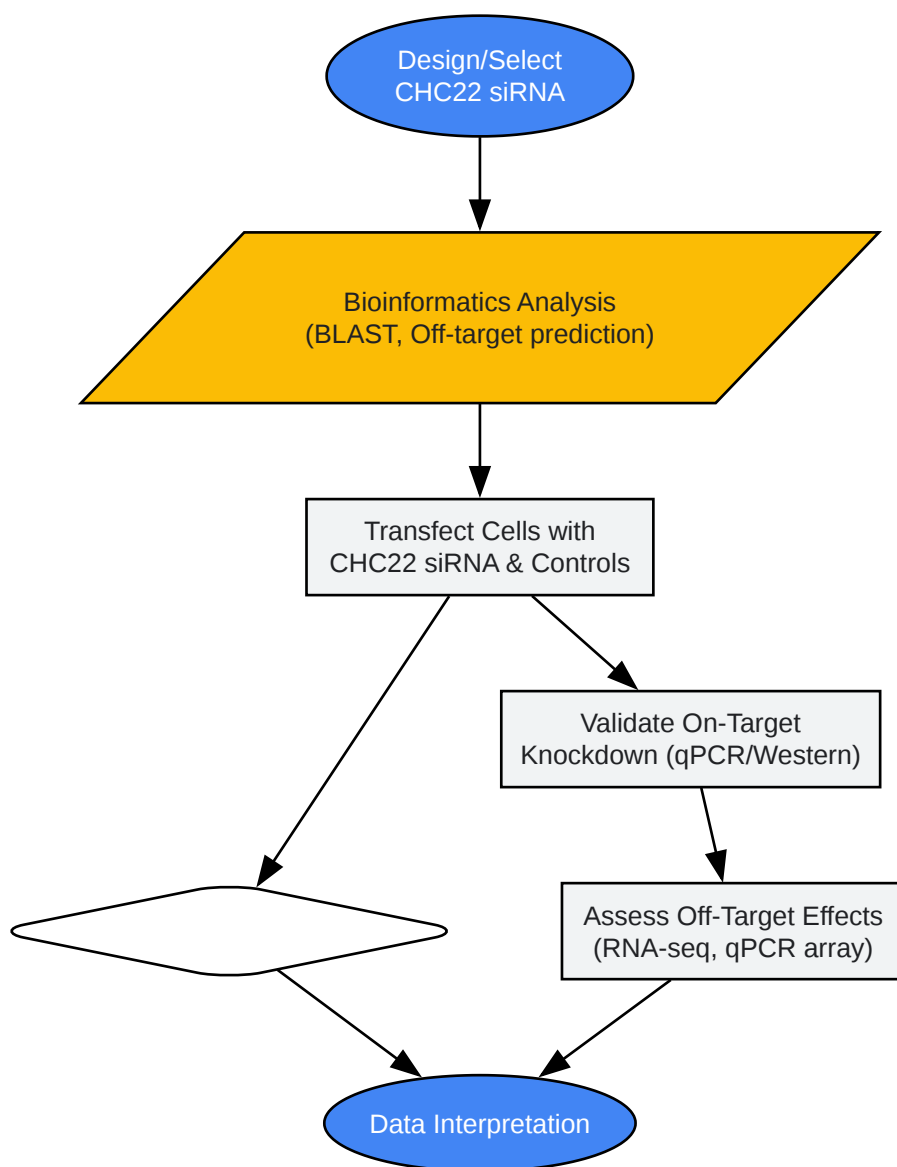 Design/Select
CHC22 siRNA
Bioinformatics Analysis
(BLAST, Off-target prediction)
Transfect Cells with
CHC22 siRNA & Controls
Validate On-Target
Knockdown (qPCR/Western)
Assess Off-Target Effects
(RNA-seq, qPCR array)
Data Interpretation